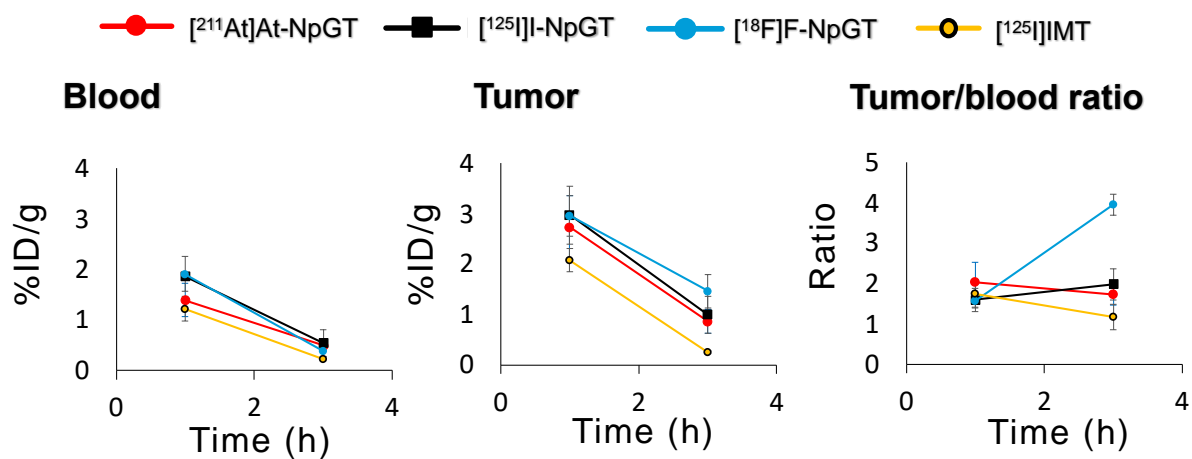 [²¹¹At]At-NpGT [¹²⁵I]I-NpGT [¹⁸F]F-NpGT [¹²⁵I]IMT
Blood
%ID/g
4
3
2
1
0
0 2 4
Time (h)
Tumor
%ID/g
4
3
2
1
0
0 2 4
Time (h)
Tumor/blood ratio
Ratio
5
4
3
2
1
0
0 2 4
Time (h)